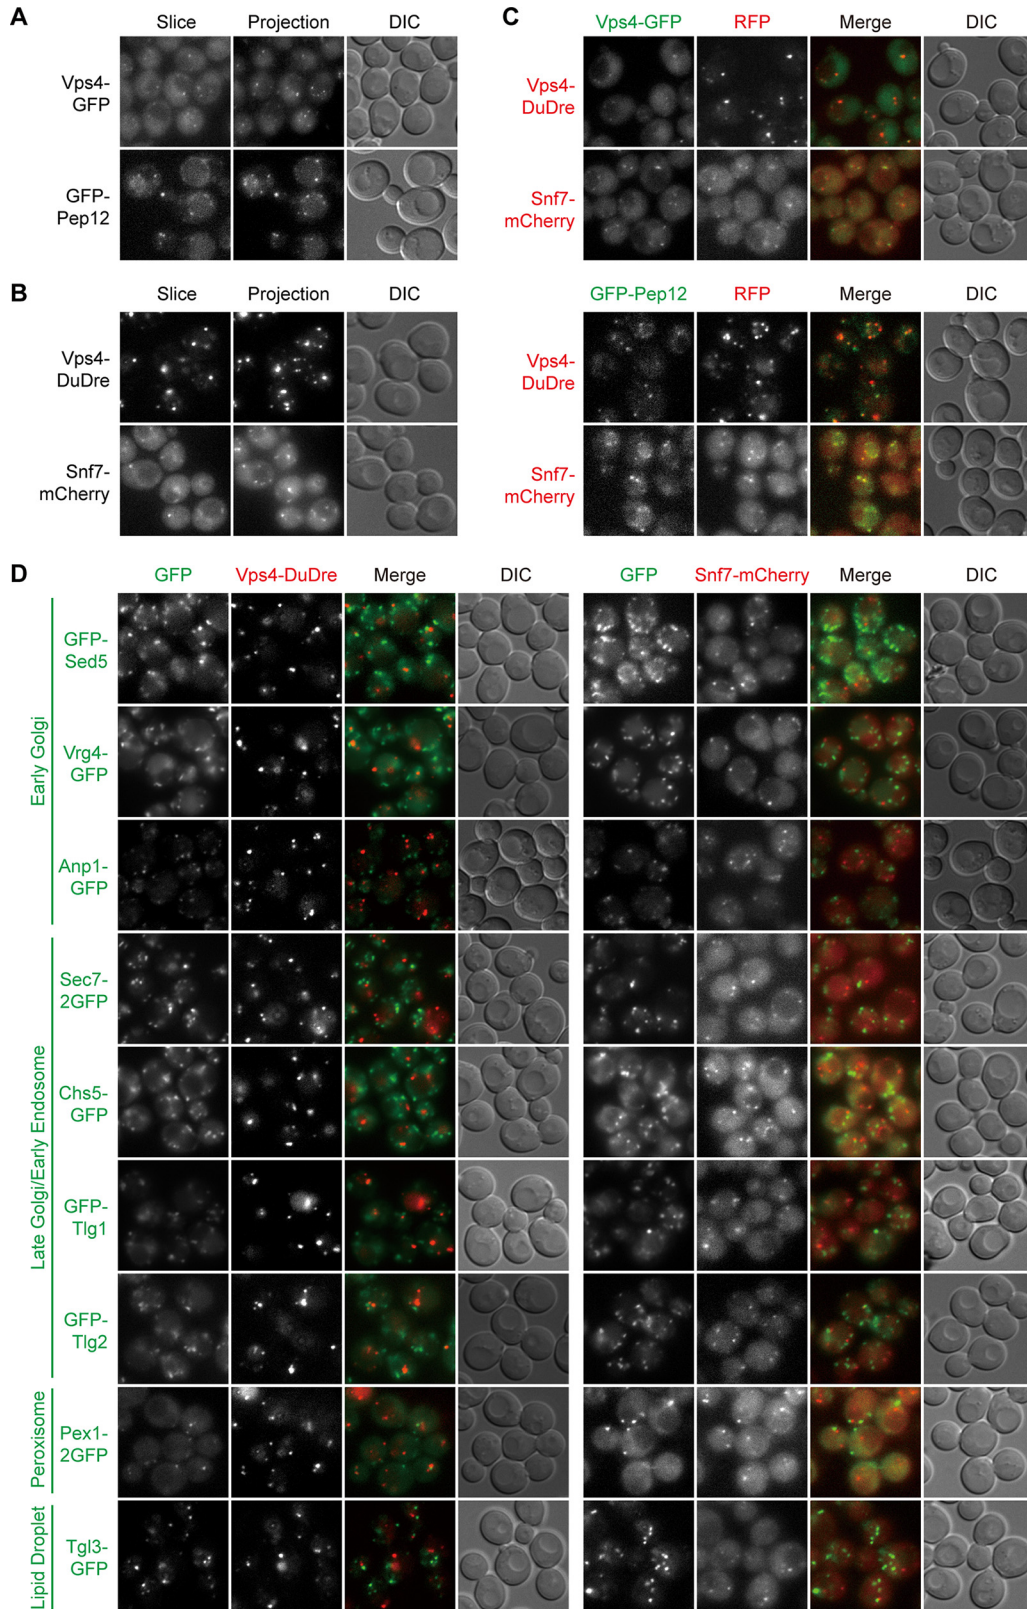 A
Slice Projection DIC
Vps4-
GFP
GFP-
Pep12
B
Slice Projection DIC
Vps4-
DuDre
Snf7-
mCherry
C
Vps4-GFP RFP Merge DIC
Vps4-
DuDre
Snf7-
mCherry
GFP-Pep12 RFP Merge DIC
Vps4-
DuDre
Snf7-
mCherry
D
GFP Vps4-DuDre Merge DIC GFP Snf7-mCherry Merge DIC
Early Golgi
GFP-
Sed5
Vrg4-
GFP
Anp1-
GFP
Late Golgi/Early Endosome
Sec7-
2GFP
Chs5-
GFP
GFP-
Tlg1
GFP-
Tlg2
Peroxisome
Pex1-
2GFP
Lipid Droplet
Tgl3-
GFP